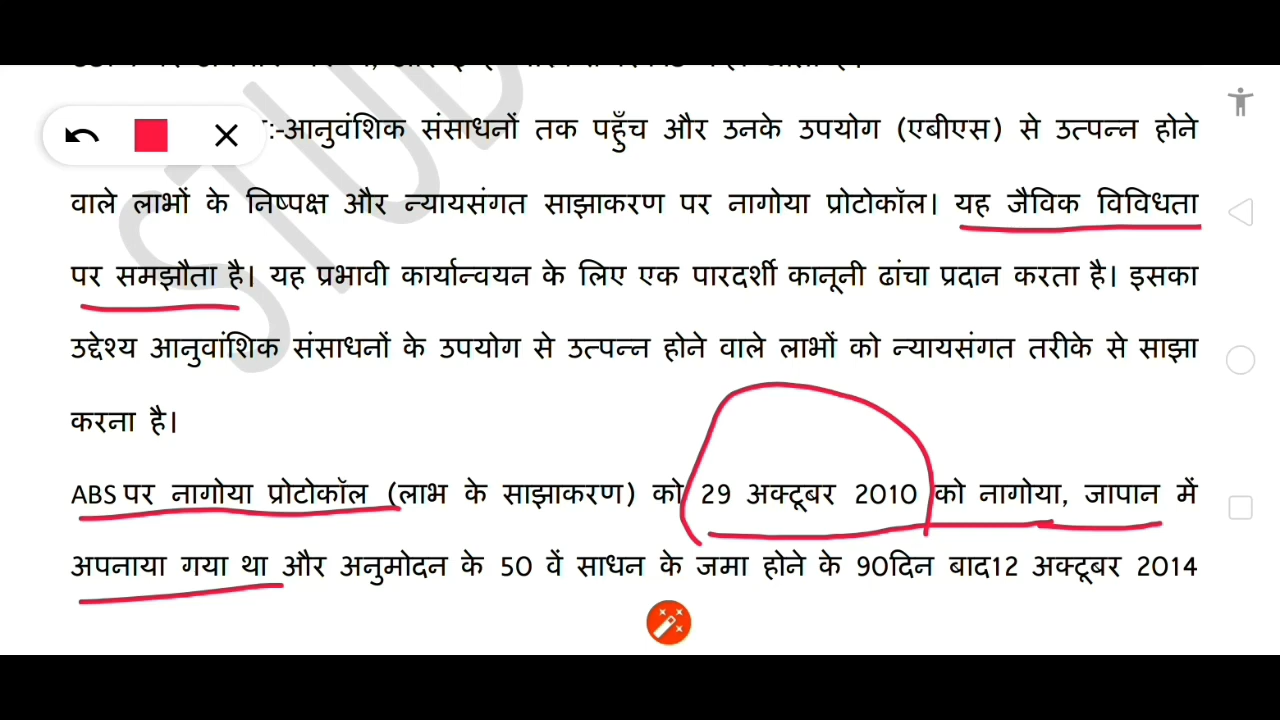 :-आनुवंशिक संसाधनों तक पहुँच और उनके उपयोग (एबीएस) से उत्पन्न होने
वाले लाभों के निष्पक्ष और न्यायसंगत साझाकरण पर नागोया प्रोटोकॉल। यह जैविक विविधता
पर समझौता है। यह प्रभावी कार्यान्वयन के लिए एक पारदर्शी कानूनी ढांचा प्रदान करता है। इसका
उद्देश्य आनुवांशिक संसाधनों के उपयोग से उत्पन्न होने वाले लाभों को न्यायसंगत तरीके से साझा
करना है।
ABS पर नागोया प्रोटोकॉल (लाभ के साझाकरण) को 29 अक्टूबर 2010 को नागोया, जापान में
अपनाया गया था और अनुमोदन के 50 वें साधन के जमा होने के 90दिन बाद12 अक्टूबर 2014